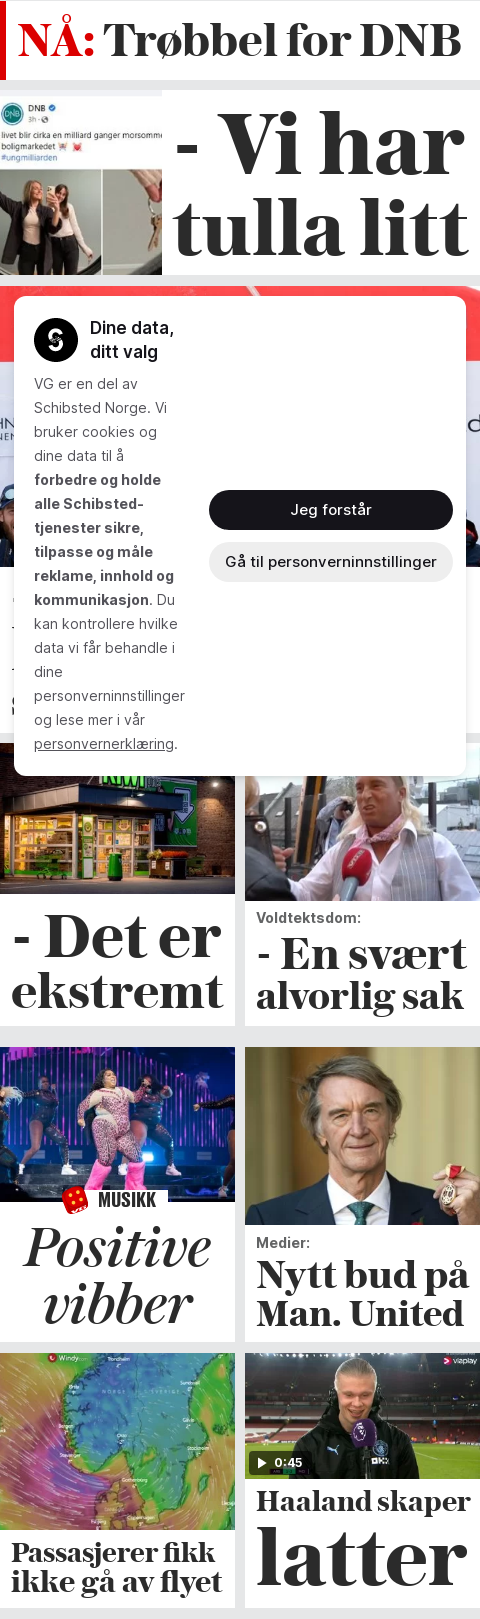 NÅ: Trøbbel for DNB
DNB
3h
livet blir cirka en milliard ganger morsomm
boligmarkedet
#ungmilliarden
- Vi har
tulla litt
Dine data,
ditt valg
VG er en del av
Schibsted Norge. Vi
bruker cookies og
dine data til å
forbedre og holde
alle Schibsted-
tjenester sikre,
tilpasse og måle
reklame, innhold og
kommunikasjon. Du
kan kontrollere hvilke
data vi får behandle i
dine
personverninnstillinger
og lese mer i vår
personvernerklæring.
Jeg forstår
Gå til personverninnstillinger
KIWI
- Det er
ekstremt
Voldtektsdom:
- En svært
alvorlig sak
MUSIKK
Positive
vibber
Medier:
Nytt bud på
Man. United
Windy
Passasjerer fikk
ikke gå av flyet
viaplay
0:45
Haaland skaper
latter